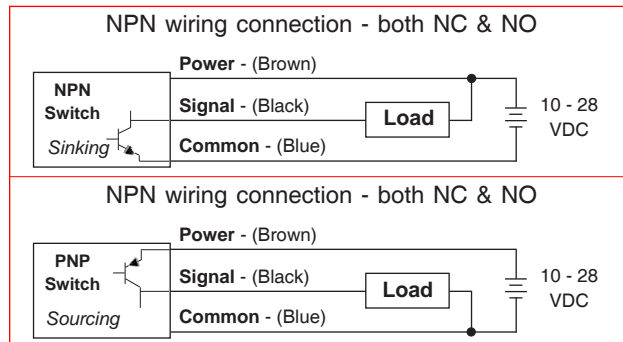 NPN wiring connection - both NC & NO
Power - (Brown)
NPN
Switch
Signal - (Black)
Load
10 - 28
VDC
Sinking
Common - (Blue)
NPN wiring connection - both NC & NO
Power - (Brown)
PNP
Switch
Signal - (Black)
Load
10 - 28
VDC
Sourcing
Common - (Blue)